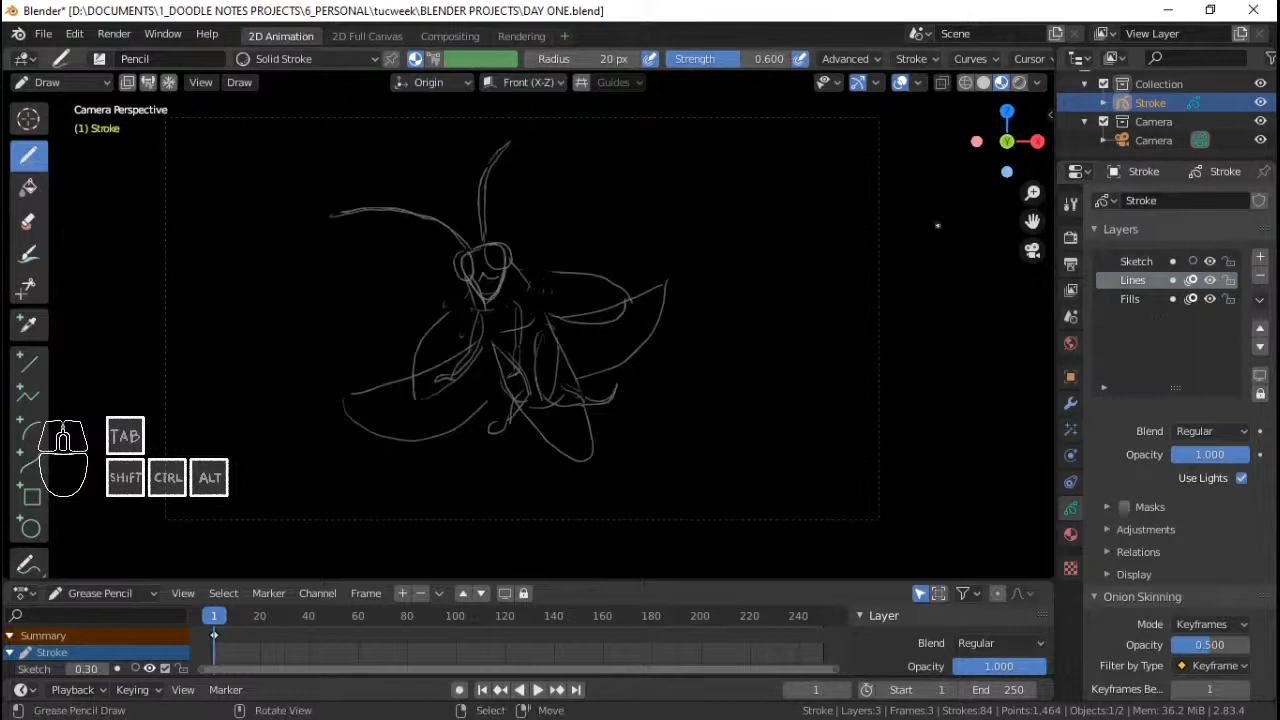 Blender* [D:\DOCUMENTS\1_DOODLE NOTES PROJECTS\6_PERSONAL\tucweek\BLENDER PROJECTS\DAY ONE.blend]
File Edit Render Window Help 2D Animation 2D Full Canvas Compositing Rendering Scene View Layer
Pencil Solid Stroke Radius 20 px Strength 0.600 Advanced Stroke Curves Cursor
Draw View Draw Origin Front (X-Z) Guides
Collection
Camera Perspective
(1) Stroke
Stroke
Camera
Camera
Z
Y
X
Stroke Stroke
Stroke
Layers
Sketch
Lines
Fills
TAB
SHIFT CTRL ALT
Blend Regular
Opacity 1.000
Use Lights
Masks
Adjustments
Relations
Display
Onion Skinning
Grease Pencil View Select Marker Channel Frame
1 20 40 60 80 100 120 140 160 180 200 220 240 Layer
Mode Keyframes
Summary
Blend Regular
Opacity 0.500
Stroke
Opacity 1.000
Filter by Type Keyframe
Sketch 0.30
Playback Keying View Marker 1 Start 1 End 250
Keyframes Be... 1
Grease Pencil Draw Rotate View Select Move Stroke | Layers:3 | Frames:3 | Strokes:84 | Points:1,464 | Objects:1/2 | Mem: 36.2 MiB | 2.83.4